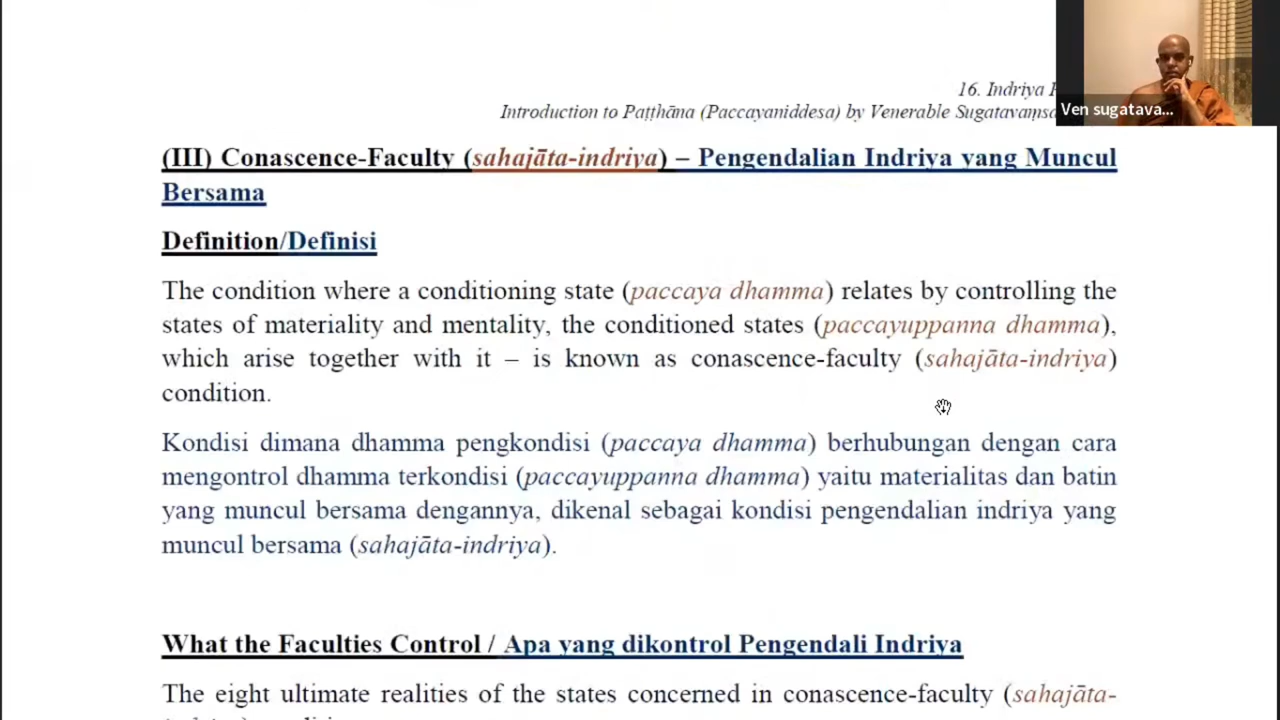 16. Indriya
Introduction to Paṭṭhāna (Paccayaniddesa) by Venerable Sugatavaṃsa
Ven sugatava...
(III) Conascence-Faculty (sahajāta-indriya) – Pengendalian Indriya yang Muncul
Bersama
Definition/Definisi
The condition where a conditioning state (paccaya dhamma) relates by controlling the
states of materiality and mentality, the conditioned states (paccayuppanna dhamma),
which arise together with it – is known as conascence-faculty (sahajāta-indriya)
condition.
Kondisi dimana dhamma pengkondisi (paccaya dhamma) berhubungan dengan cara
mengontrol dhamma terkondisi (paccayuppanna dhamma) yaitu materialitas dan batin
yang muncul bersama dengannya, dikenal sebagai kondisi pengendalian indriya yang
muncul bersama (sahajāta-indriya).
What the Faculties Control / Apa yang dikontrol Pengendali Indriya
The eight ultimate realities of the states concerned in conascence-faculty (sahajāta-